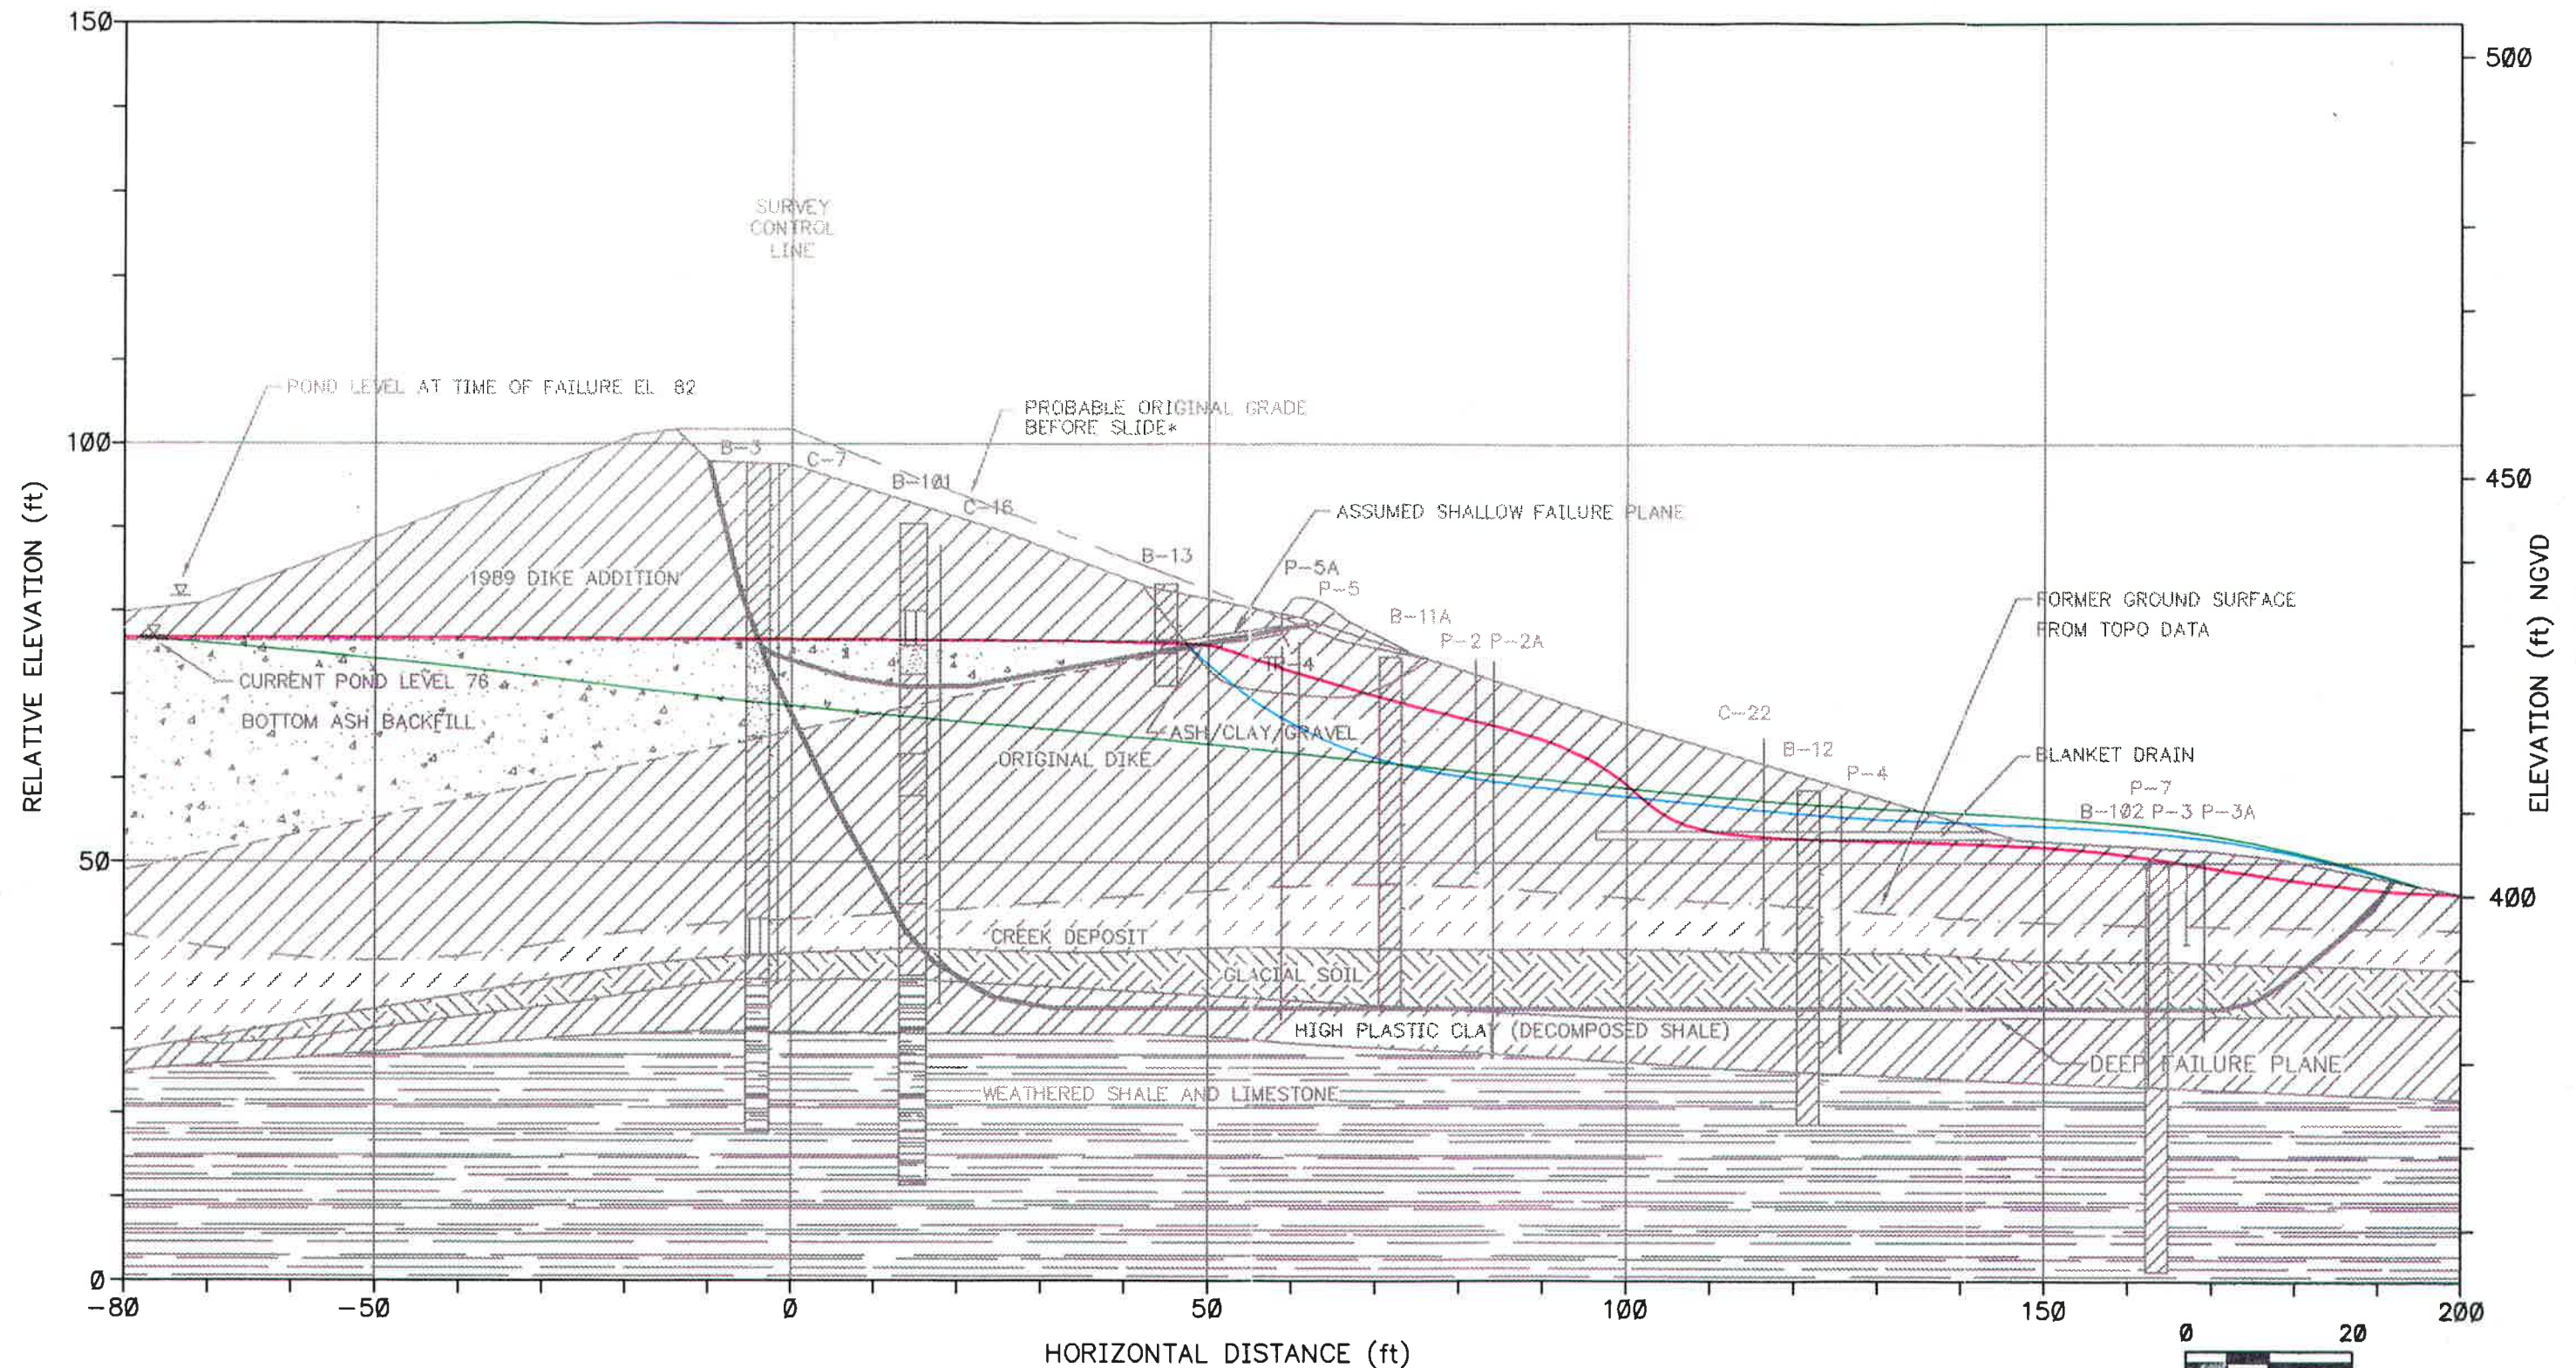 150
500
SURVEY
CONTROL
LINE
POND LEVEL AT TIME OF FAILURE EL 82
PROBABLE ORIGINAL GRADE
BEFORE SLIDE*
100
B-3
C-7
450
B-101
C-16
ASSUMED SHALLOW FAILURE PLANE
B-13
P-5A
P-5
1989 DIKE ADDITION
FORMER GROUND SURFACE
FROM TOPO DATA
B-11A
P-2 P-2A
TP-4
CURRENT POND LEVEL 76
BOTTOM ASH BACKFILL
C-22
ASH/CLAY/GRAVEL
B-12
ORIGINAL DIKE
BLANKET DRAIN
P-4
P-7
B-102 P-3 P-3A
RELATIVE ELEVATION (ft)
ELEVATION (ft) NGVD
50
400
CREEK DEPOSIT
GLACIAL SOIL
HIGH PLASTIC CLAY (DECOMPOSED SHALE)
DEEP FAILURE PLANE
WEATHERED SHALE AND LIMESTONE
0
-80
-50
0
50
100
150
200
HORIZONTAL DISTANCE (ft)
0
20